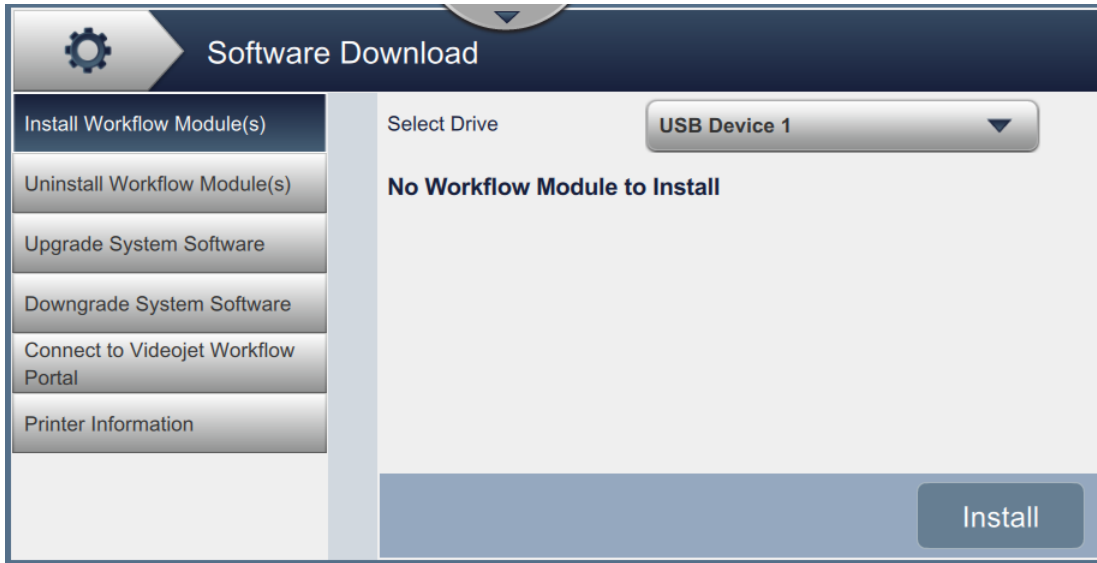 Software Download
Install Workflow Module(s)
Uninstall Workflow Module(s)
Upgrade System Software
Downgrade System Software
Connect to Videojet Workflow
Portal
Printer Information
Select Drive
USB Device 1
No Workflow Module to Install
Install